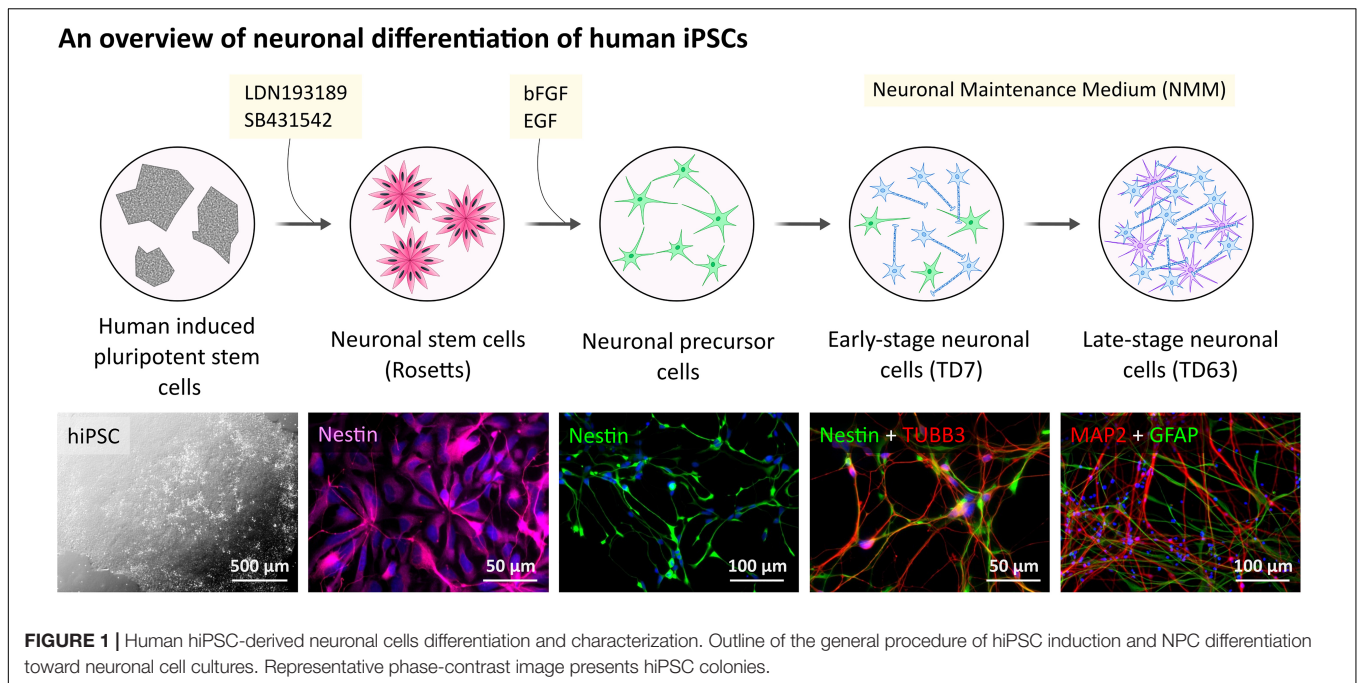 An overview of neuronal differentiation of human iPSCs
LDN193189
SB431542
bFGF
EGF
Neuronal Maintenance Medium (NMM)
Human induced
pluripotent stem
cells
Neuronal stem cells
(Rosetts)
Neuronal precursor
cells
Early-stage neuronal
cells (TD7)
Late-stage neuronal
cells (TD63)
hiPSC
500 µm
Nestin
50 µm
Nestin
100 µm
Nestin + TUBB3
50 µm
MAP2 + GFAP
100 µm
FIGURE 1 | Human hiPSC-derived neuronal cells differentiation and characterization. Outline of the general procedure of hiPSC induction and NPC differentiation
toward neuronal cell cultures. Representative phase-contrast image presents hiPSC colonies.